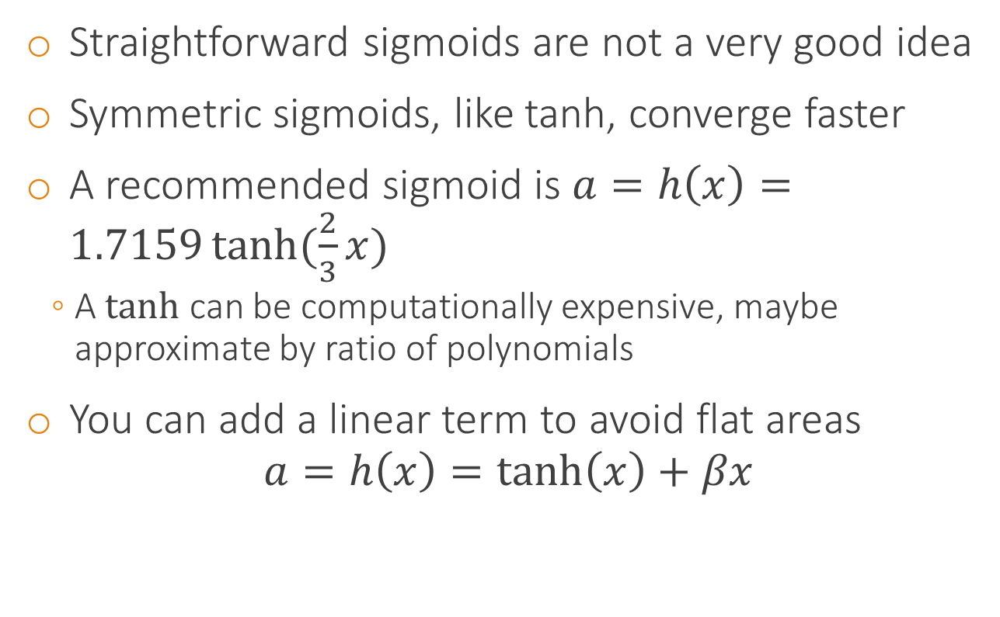 o Straightforward sigmoids are not a very good idea
o Symmetric sigmoids, like tanh, converge faster
o A recommended sigmoid is a = h(x) =
1.7159 tanh(2/3 x)
◦ A tanh can be computationally expensive, maybe
approximate by ratio of polynomials
o You can add a linear term to avoid flat areas
a = h(x) = tanh(x) + βx